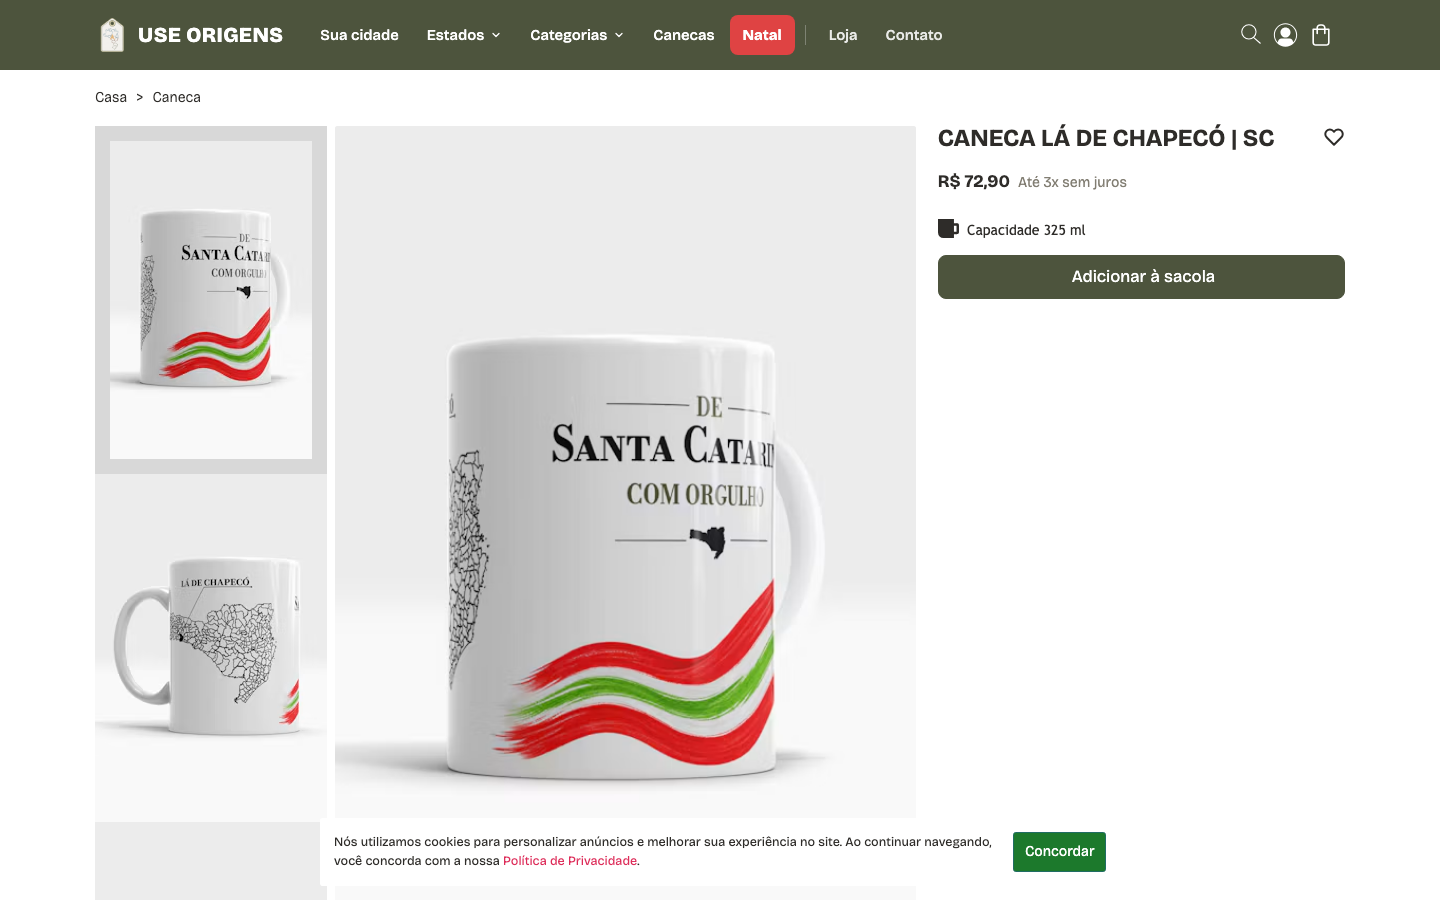 USE ORIGENS
Sua cidade
Estados
Categorias
Canecas
Natal
Loja
Contato
Casa > Caneca
DE
SANTA CATARI
COM ORGULHO
LÁ DE CHAPECÓ
DE
SANTA CATARIN
COM ORGULHO
CANECA LÁ DE CHAPECÓ | SC
R$ 72,90 Até 3x sem juros
Capacidade 325 ml
Adicionar à sacola
Nós utilizamos cookies para personalizar anúncios e melhorar sua experiência no site. Ao continuar navegando,
você concorda com a nossa Política de Privacidade.
Concordar